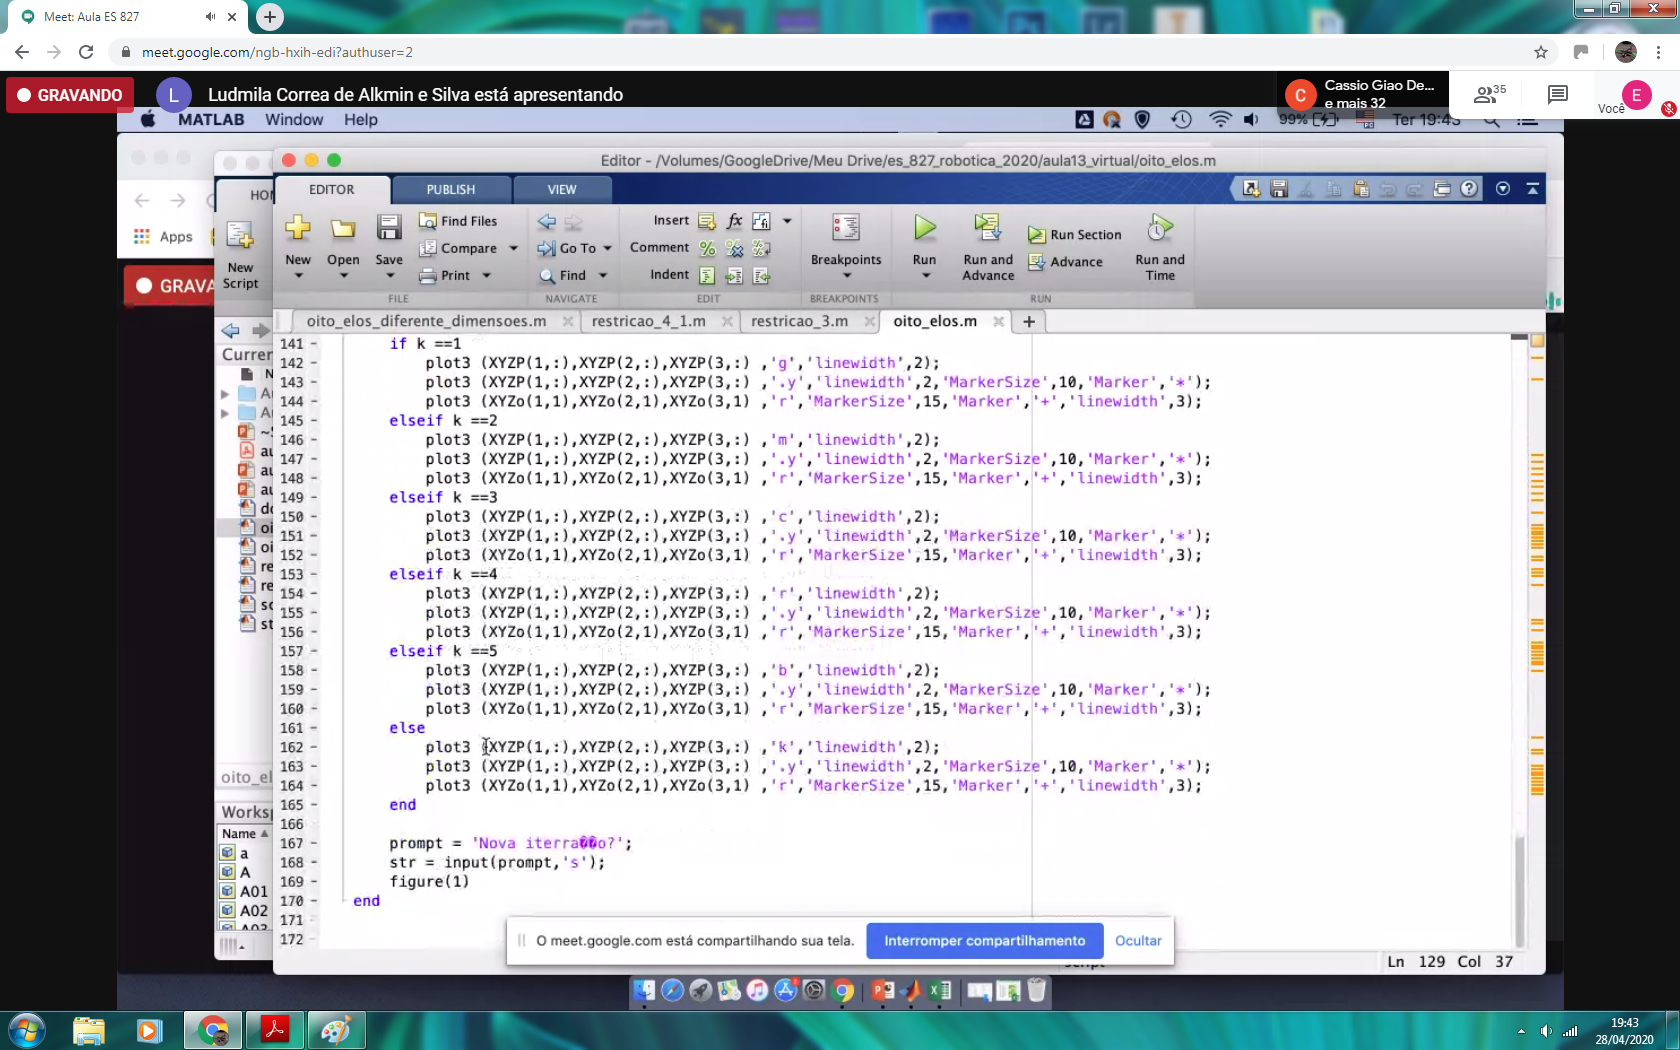 Meet: Aula ES 827
meet.google.com/ngb-hxih-edi?authuser=2
GRAVANDO
L
Ludmila Correa de Alkmin e Silva está apresentando
C
Cassio Giao De...
e mais 32
35
Você
E
MATLAB Window Help
99%
Ter 19:43
Editor - /Volumes/GoogleDrive/Meu Drive/es_827_robotica_2020/aula13_virtual/oito_elos.m
HO
EDITOR PUBLISH VIEW
Apps
GRAVA
New
Script
New
Open
Save
Find Files
Compare
Print
FILE
Go To
Find
NAVIGATE
Insert
Comment
Indent
EDIT
Breakpoints
BREAKPOINTS
Run
Run and
Advance
Run Section
Advance
Run and
Time
RUN
oito_elos_diferente_dimensoes.m restricao_4_1.m restricao_3.m oito_elos.m +
Curren
N
A
A
~S
au
au
au
do
oi
oi
re
re
sc
st
oito_el
Worksp
Name
a
A
A01
A02
A03
141 - if k ==1
142 - plot3 (XYZP(1,:),XYZP(2,:),XYZP(3,:) ,'g','linewidth',2);
143 - plot3 (XYZP(1,:),XYZP(2,:),XYZP(3,:) ,'.y','linewidth',2,'MarkerSize',10,'Marker','*');
144 - plot3 (XYZo(1,1),XYZo(2,1),XYZo(3,1) ,'r','MarkerSize',15,'Marker','+','linewidth',3);
145 - elseif k ==2
146 - plot3 (XYZP(1,:),XYZP(2,:),XYZP(3,:) ,'m','linewidth',2);
147 - plot3 (XYZP(1,:),XYZP(2,:),XYZP(3,:) ,'.y','linewidth',2,'MarkerSize',10,'Marker','*');
148 - plot3 (XYZo(1,1),XYZo(2,1),XYZo(3,1) ,'r','MarkerSize',15,'Marker','+','linewidth',3);
149 - elseif k ==3
150 - plot3 (XYZP(1,:),XYZP(2,:),XYZP(3,:) ,'c','linewidth',2);
151 - plot3 (XYZP(1,:),XYZP(2,:),XYZP(3,:) ,'.y','linewidth',2,'MarkerSize',10,'Marker','*');
152 - plot3 (XYZo(1,1),XYZo(2,1),XYZo(3,1) ,'r','MarkerSize',15,'Marker','+','linewidth',3);
153 - elseif k ==4
154 - plot3 (XYZP(1,:),XYZP(2,:),XYZP(3,:) ,'r','linewidth',2);
155 - plot3 (XYZP(1,:),XYZP(2,:),XYZP(3,:) ,'.y','linewidth',2,'MarkerSize',10,'Marker','*');
156 - plot3 (XYZo(1,1),XYZo(2,1),XYZo(3,1) ,'r','MarkerSize',15,'Marker','+','linewidth',3);
157 - elseif k ==5
158 - plot3 (XYZP(1,:),XYZP(2,:),XYZP(3,:) ,'b','linewidth',2);
159 - plot3 (XYZP(1,:),XYZP(2,:),XYZP(3,:) ,'.y','linewidth',2,'MarkerSize',10,'Marker','*');
160 - plot3 (XYZo(1,1),XYZo(2,1),XYZo(3,1) ,'r','MarkerSize',15,'Marker','+','linewidth',3);
161 - else
162 - plot3 (XYZP(1,:),XYZP(2,:),XYZP(3,:) ,'k','linewidth',2);
163 - plot3 (XYZP(1,:),XYZP(2,:),XYZP(3,:) ,'.y','linewidth',2,'MarkerSize',10,'Marker','*');
164 - plot3 (XYZo(1,1),XYZo(2,1),XYZo(3,1) ,'r','MarkerSize',15,'Marker','+','linewidth',3);
165 - end
166
167 - prompt = 'Nova iterra��o?';
168 - str = input(prompt,'s');
169 - figure(1)
170 - end
171
172
O meet.google.com está compartilhando sua tela. Interromper compartilhamento Ocultar
script
Ln 129 Col 37
19:43
28/04/2020